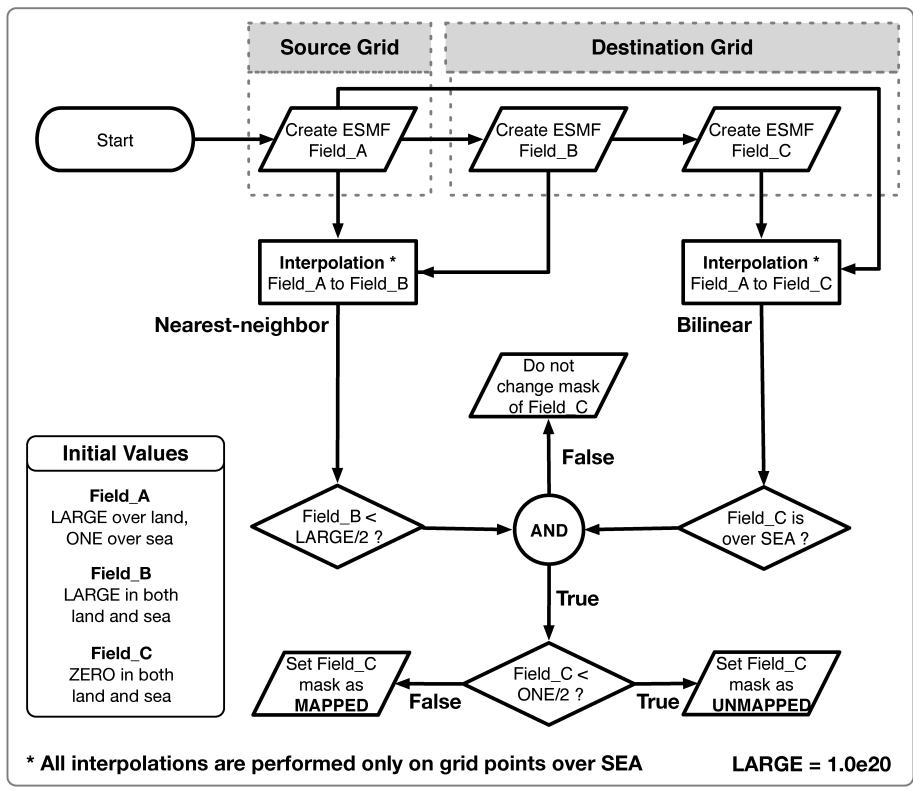 Source Grid
Destination Grid
Start
Create ESMF
Field_A
Create ESMF
Field_B
Create ESMF
Field_C
Interpolation *
Field_A to Field_B
Interpolation *
Field_A to Field_C
Nearest-neighbor
Bilinear
Do not
change mask
of Field_C
False
Initial Values
Field_A
LARGE over land,
ONE over sea
Field_B
LARGE in both
land and sea
Field_C
ZERO in both
land and sea
Field_B <
LARGE/2 ?
AND
Field_C is
over SEA ?
True
Set Field_C
mask as
MAPPED
False
Field_C <
ONE/2 ?
True
Set Field_C
mask as
UNMAPPED
* All interpolations are performed only on grid points over SEA
LARGE = 1.0e20